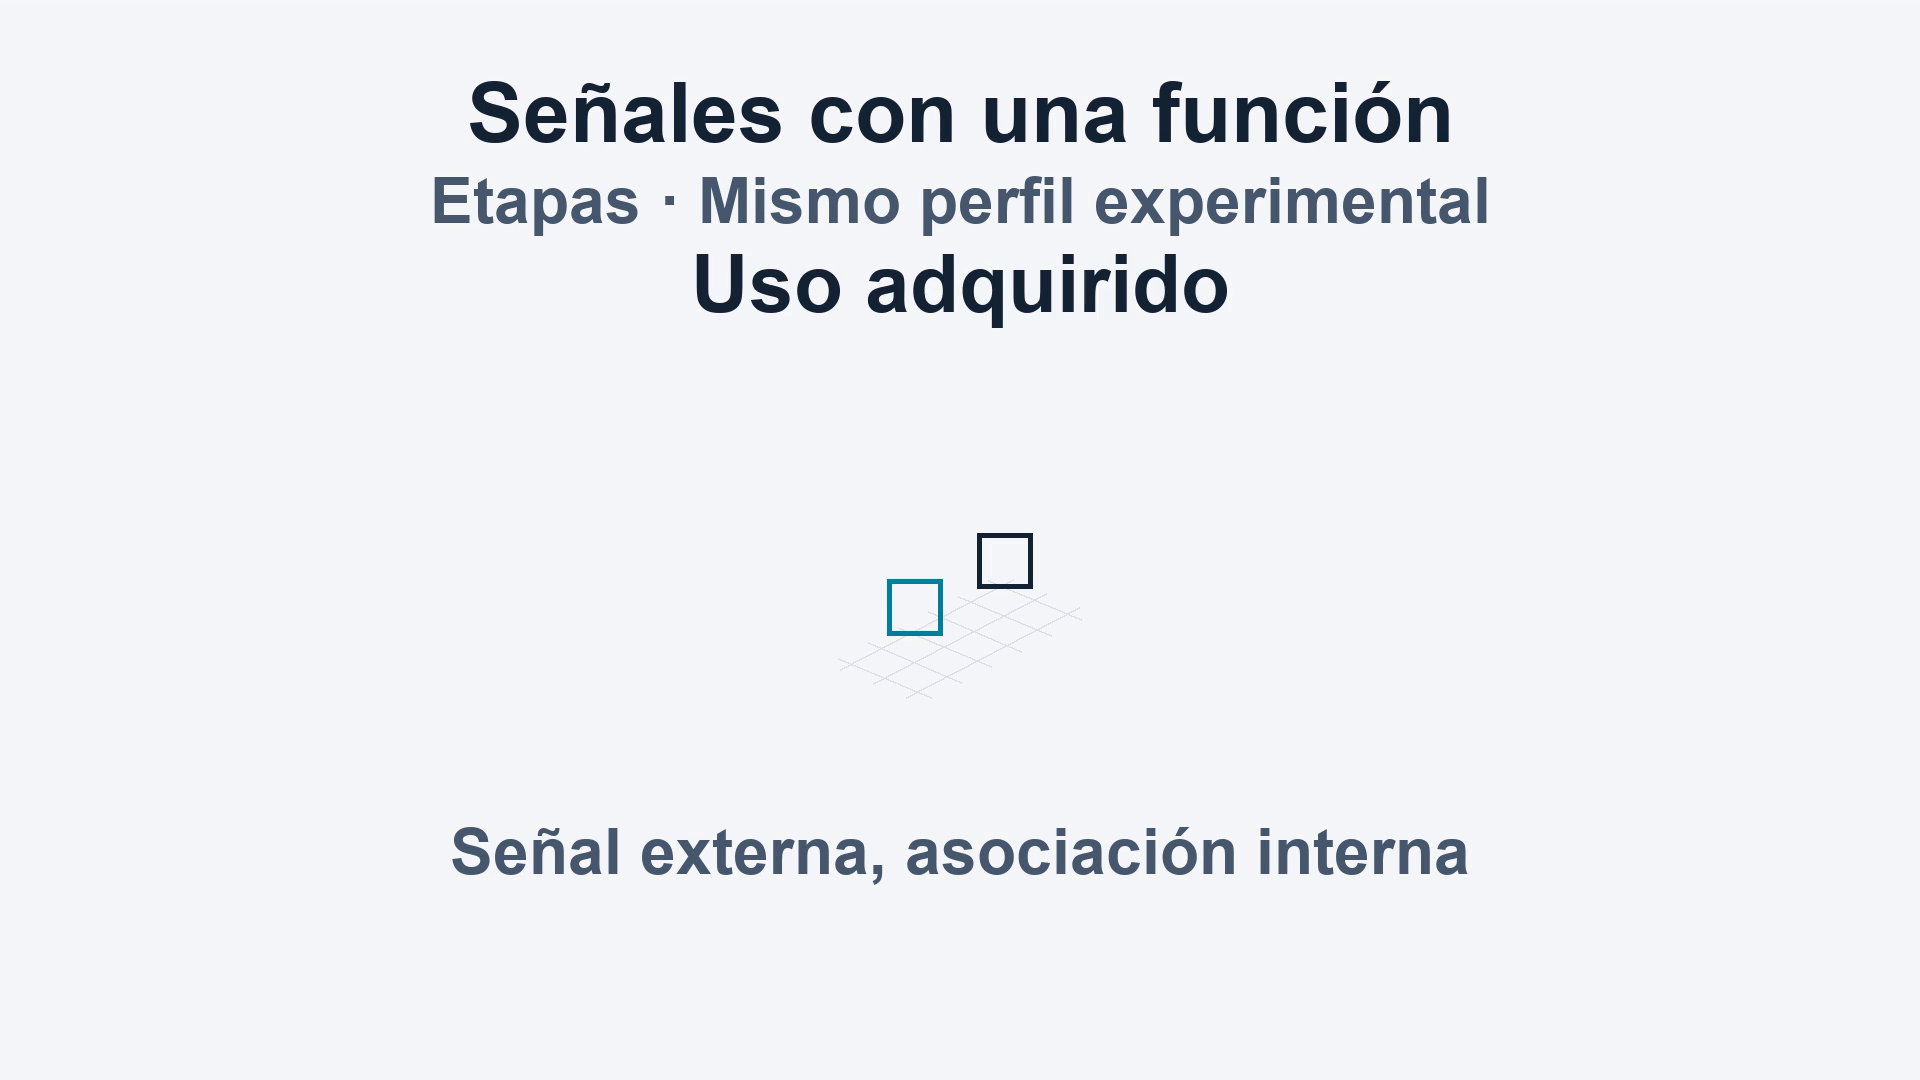 Señales con una función
Etapas · Mismo perfil experimental
Uso adquirido
Señal externa, asociación interna